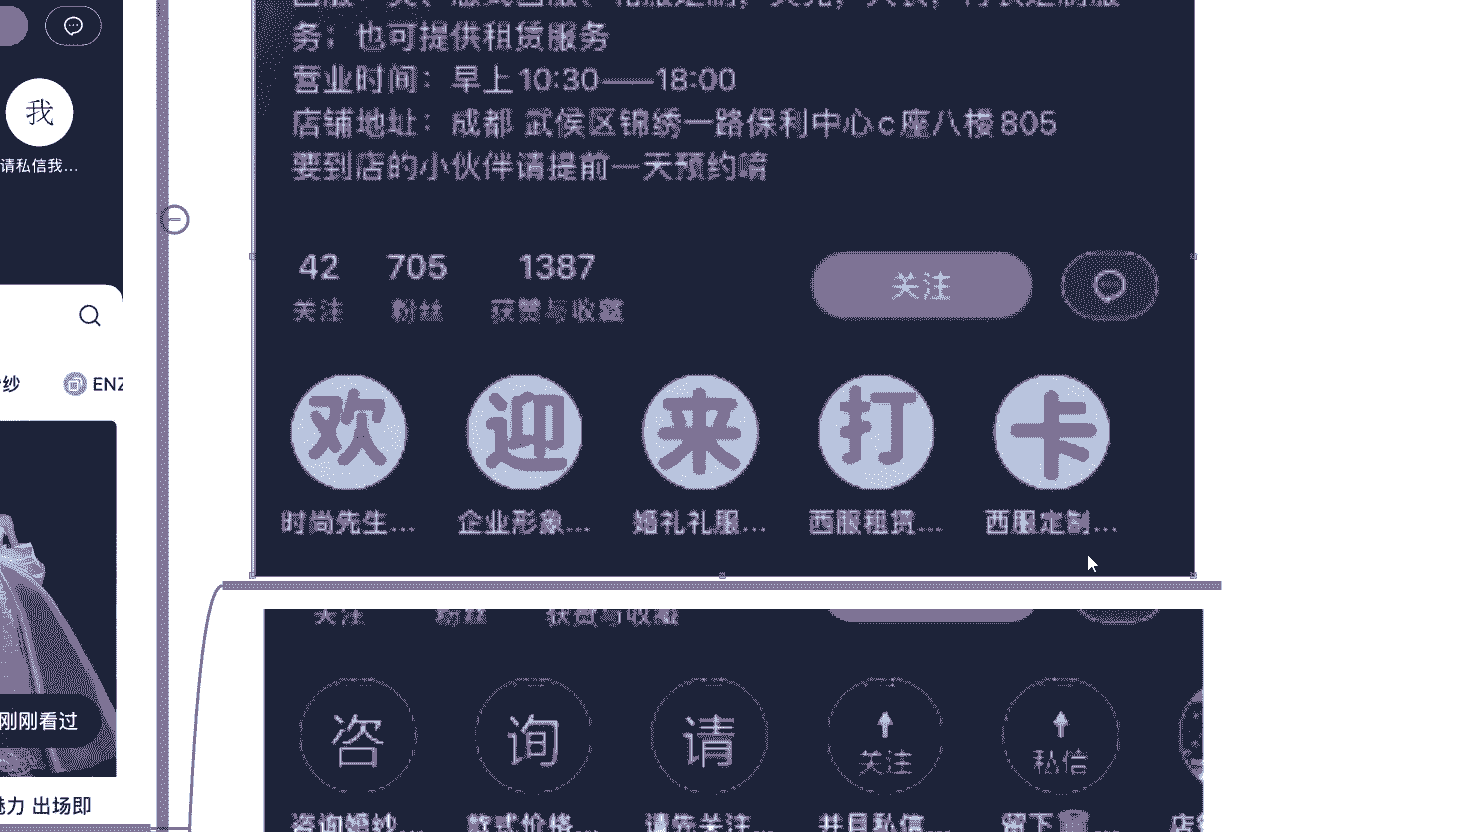 务；也可提供租赁服务
营业时间：早上10:30——18:00
店铺地址：成都 武侯区锦绣一路保利中心c座八楼805
要到店的小伙伴请提前一天预约唷
42 705 1387
关注 粉丝 获赞与收藏
关注
欢 迎 来 打 卡
时尚先生... 企业形象... 婚礼礼服... 西服租赁... 西服定制...
我
请私信我...
纱 ENZ
刚刚看过
魅力 出场即
关注 粉丝 获赞与收藏
咨 询 请 关注 私信
咨询婚纱... 款式价格... 请先关注... 并且私信... 留下